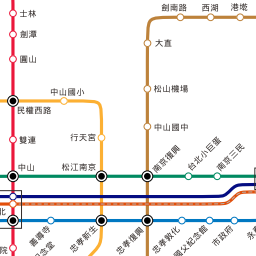 劍南路
西湖
港墘
士林
劍潭
大直
圓山
中山國小
松山機場
民權西路
行天宮
中山國中
雙連
南京復興
台北小巨蛋
南京三民
中山
松江南京
北
善導寺
忠孝新生
忠孝復興
忠孝敦化
國父紀念館
市政府
永
念堂
院